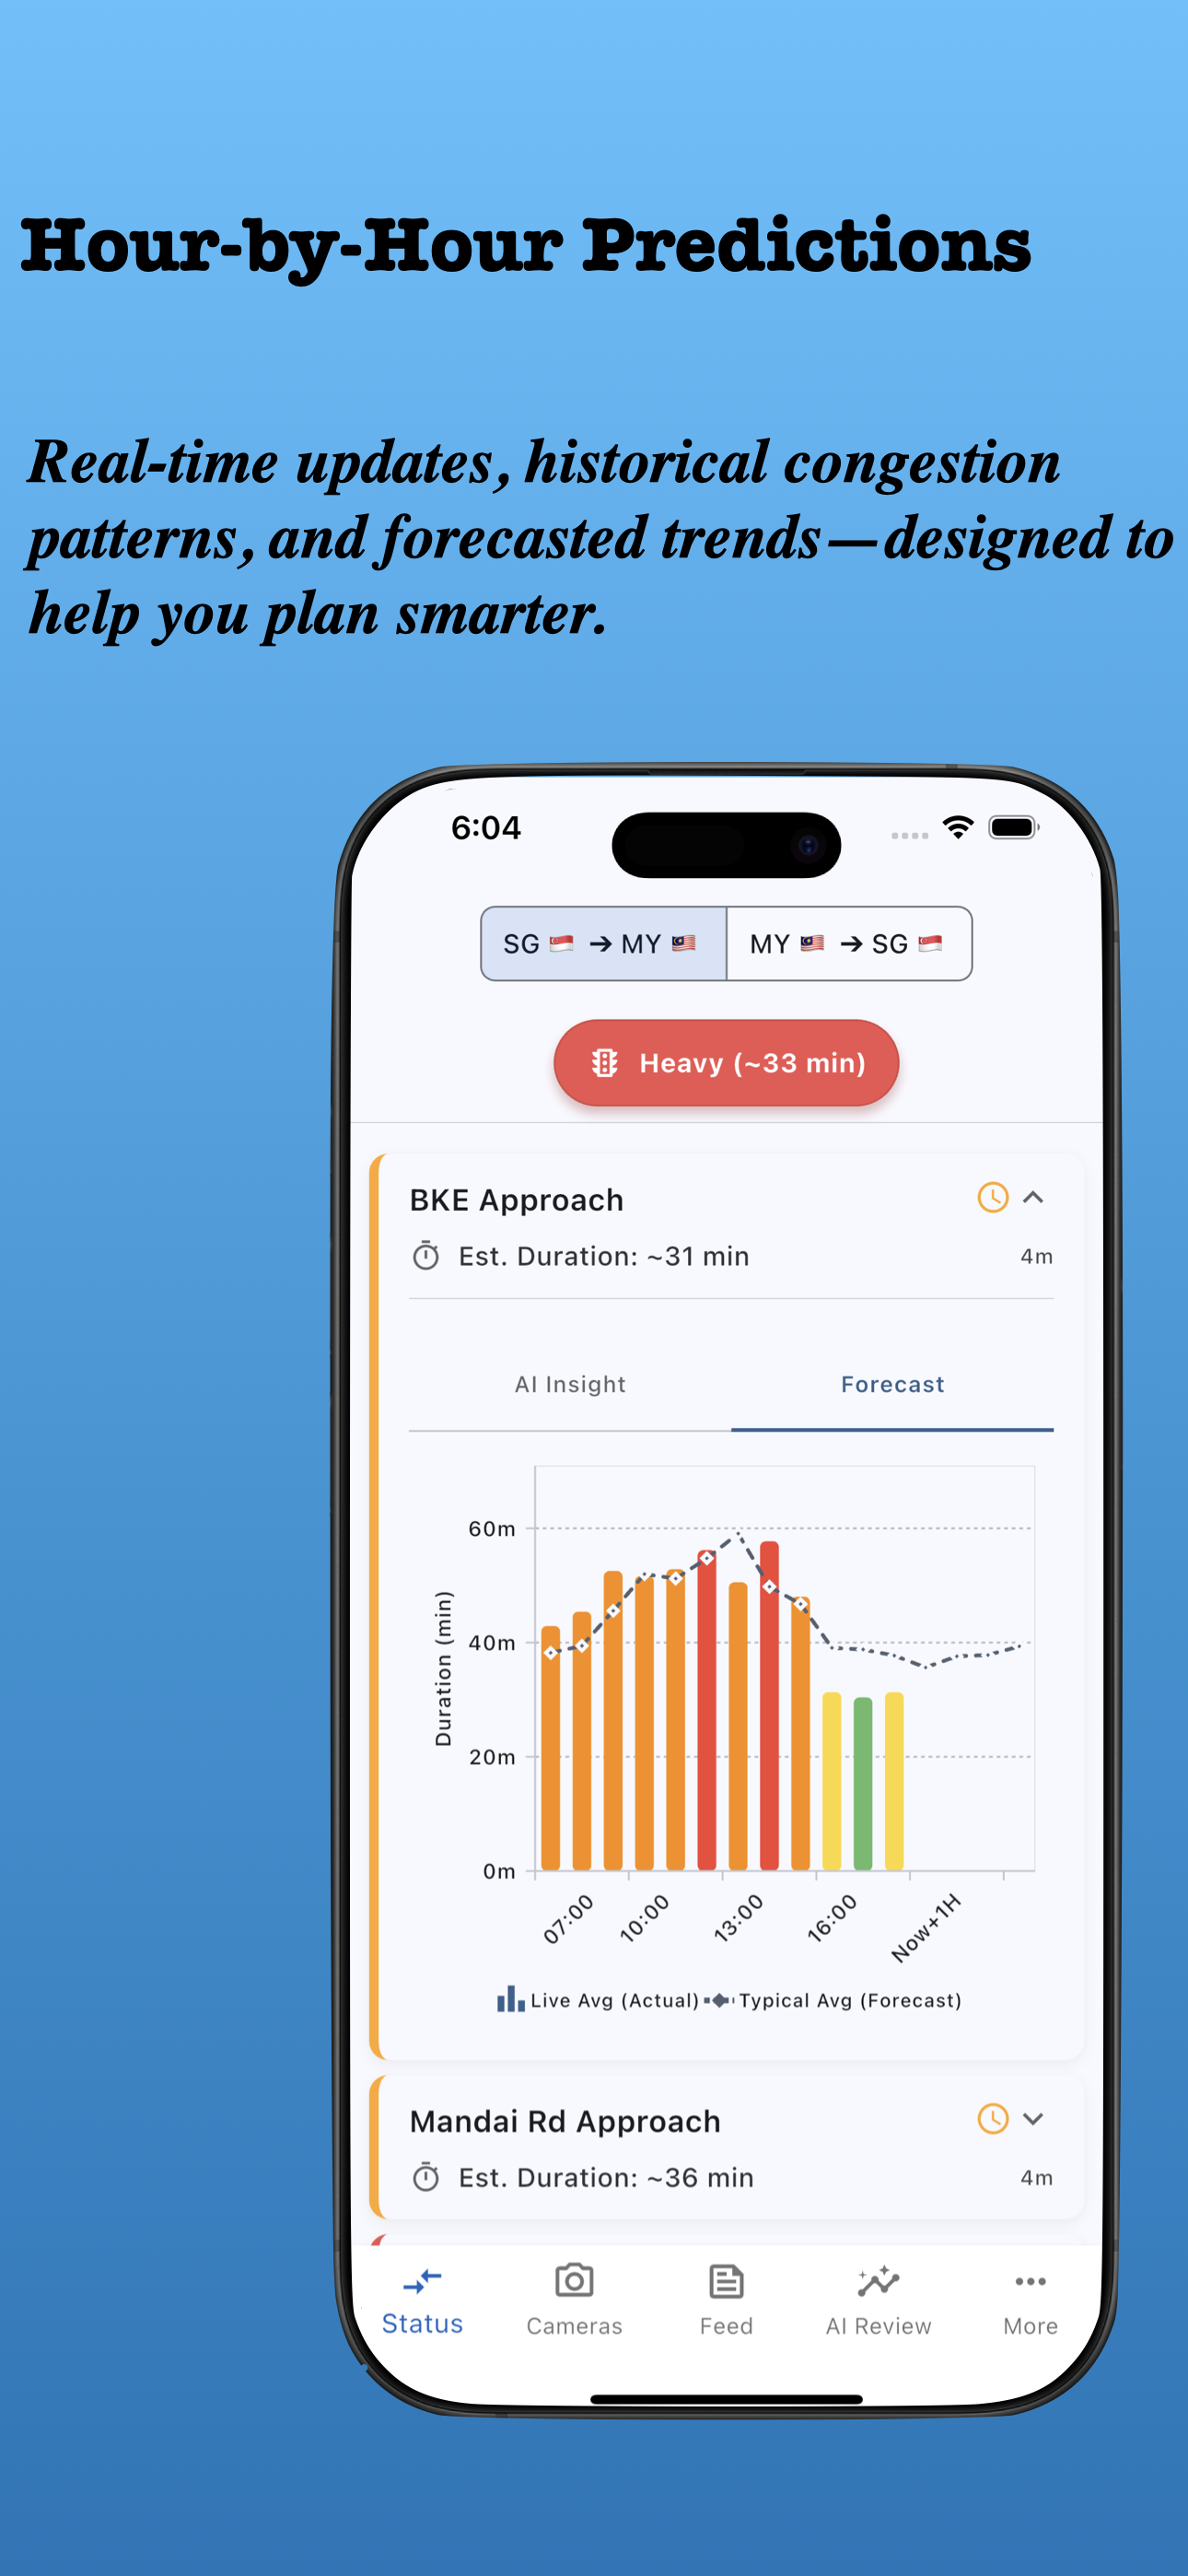 Hour-by-Hour Predictions
Real-time updates, historical congestion
patterns, and forecasted trends—designed to
help you plan smarter.
6:04
SG 🇸🇬 → MY 🇲🇾
MY 🇲🇾 → SG 🇸🇬
Heavy (~33 min)
BKE Approach
Est. Duration: ~31 min
4m
AI Insight
Forecast
60m
40m
20m
0m
Duration (min)
07:00
10:00
13:00
16:00
Now+1H
Live Avg (Actual)
Typical Avg (Forecast)
Mandai Rd Approach
Est. Duration: ~36 min
4m
Status
Cameras
Feed
AI Review
More